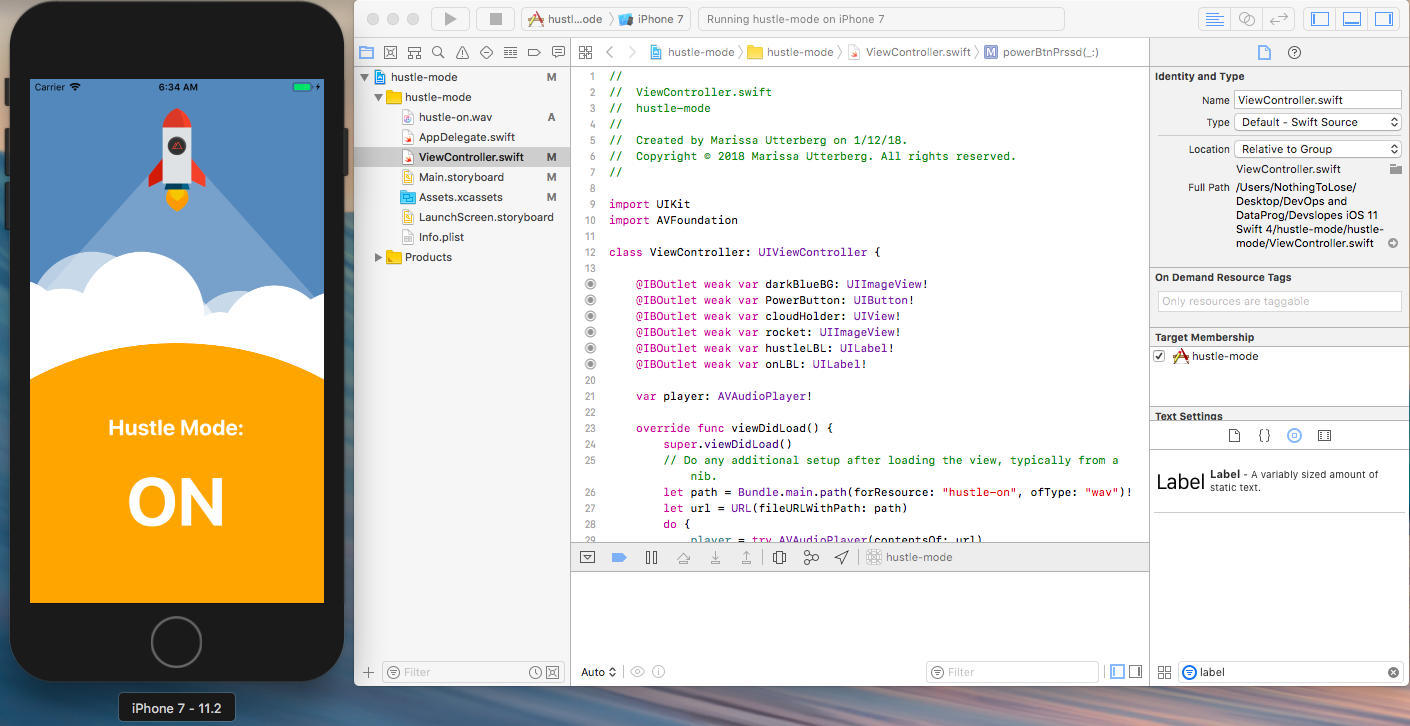 Carrier
6:34 AM
Hustle Mode:
ON
iPhone 7 - 11.2
hustl...ode
iPhone 7
Running hustle-mode on iPhone 7
hustle-mode
hustle-mode
ViewController.swift
M
powerBtnPrssd(_:)
hustle-mode M
hustle-mode
hustle-on.wav A
AppDelegate.swift
ViewController.swift M
Main.storyboard M
Assets.xcassets M
LaunchScreen.storyboard
Info.plist
Products
Filter
1 //
2 // ViewController.swift
3 // hustle-mode
4 //
5 // Created by Marissa Utterberg on 1/12/18.
6 // Copyright © 2018 Marissa Utterberg. All rights reserved.
7 //
8
9 import UIKit
10 import AVFoundation
11
12 class ViewController: UIViewController {
13
@IBOutlet weak var darkBlueBG: UIImageView!
@IBOutlet weak var PowerButton: UIButton!
@IBOutlet weak var cloudHolder: UIView!
@IBOutlet weak var rocket: UIImageView!
@IBOutlet weak var hustleLBL: UILabel!
@IBOutlet weak var onLBL: UILabel!
20
21 var player: AVAudioPlayer!
22
23 override func viewDidLoad() {
24 super.viewDidLoad()
25 // Do any additional setup after loading the view, typically from a
nib.
26 let path = Bundle.main.path(forResource: "hustle-on", ofType: "wav")!
27 let url = URL(fileURLWithPath: path)
28 do {
29 player = try AVAudioPlayer(contentsOf: url)
hustle-mode
Auto
Filter
Identity and Type
Name ViewController.swift
Type Default - Swift Source
Location Relative to Group
ViewController.swift
Full Path /Users/NothingToLose/
Desktop/DevOps and
DataProg/Devslopes iOS 11
Swift 4/hustle-mode/hustle-
mode/ViewController.swift
On Demand Resource Tags
Only resources are taggable
Target Membership
hustle-mode
Text Settings
{}
Label
Label - A variably sized amount of
static text.
label